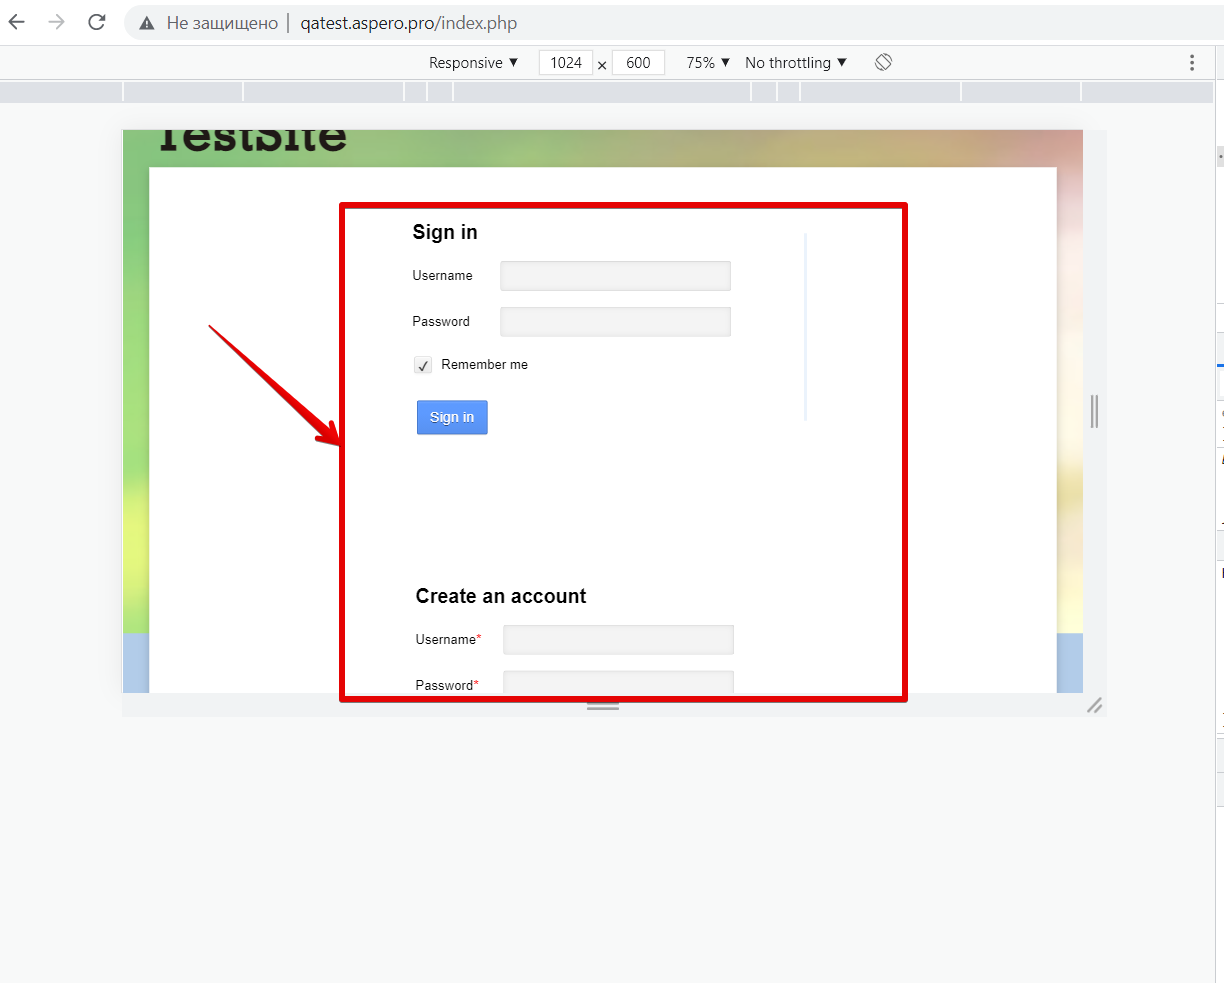 Не защищено | qatest.aspero.pro/index.php
Responsive ▼ 1024 × 600 75% ▼ No throttling ▼
TestSite
Sign in
Username
Password
Remember me
Sign in
Create an account
Username*
Password*